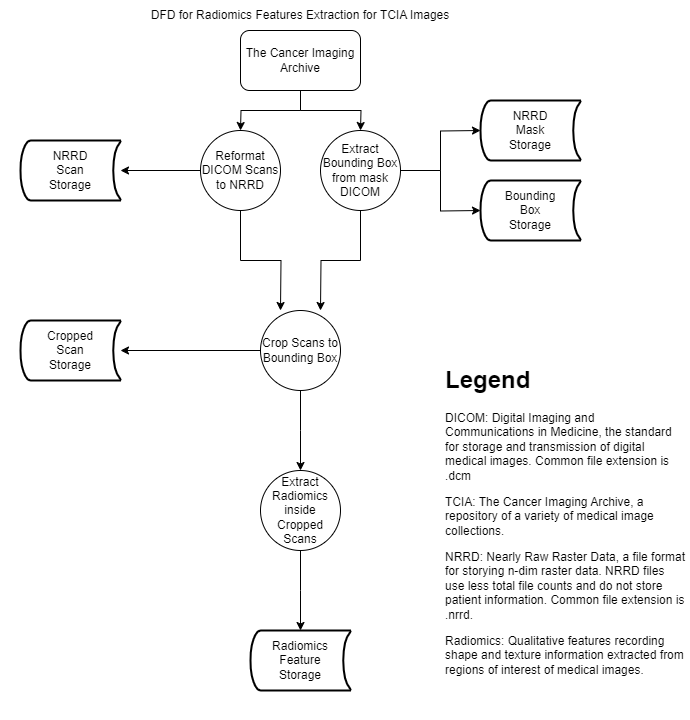 DFD for Radiomics Features Extraction for TCIA Images
The Cancer Imaging
Archive
NRRD
Scan
Storage
Reformat
DICOM Scans
to NRRD
Extract
Bounding Box
from mask
DICOM
NRRD
Mask
Storage
Bounding
Box
Storage
Cropped
Scan
Storage
Crop Scans to
Bounding Box
Extract
Radiomics
inside
Cropped
Scans
Radiomics
Feature
Storage
Legend
DICOM: Digital Imaging and
Communications in Medicine, the standard
for storage and transmission of digital
medical images. Common file extension is
.dcm
TCIA: The Cancer Imaging Archive, a
repository of a variety of medical image
collections.
NRRD: Nearly Raw Raster Data, a file format
for storying n-dim raster data. NRRD files
use less total file counts and do not store
patient information. Common file extension is
.nrrd.
Radiomics: Qualitative features recording
shape and texture information extracted from
regions of interest of medical images.